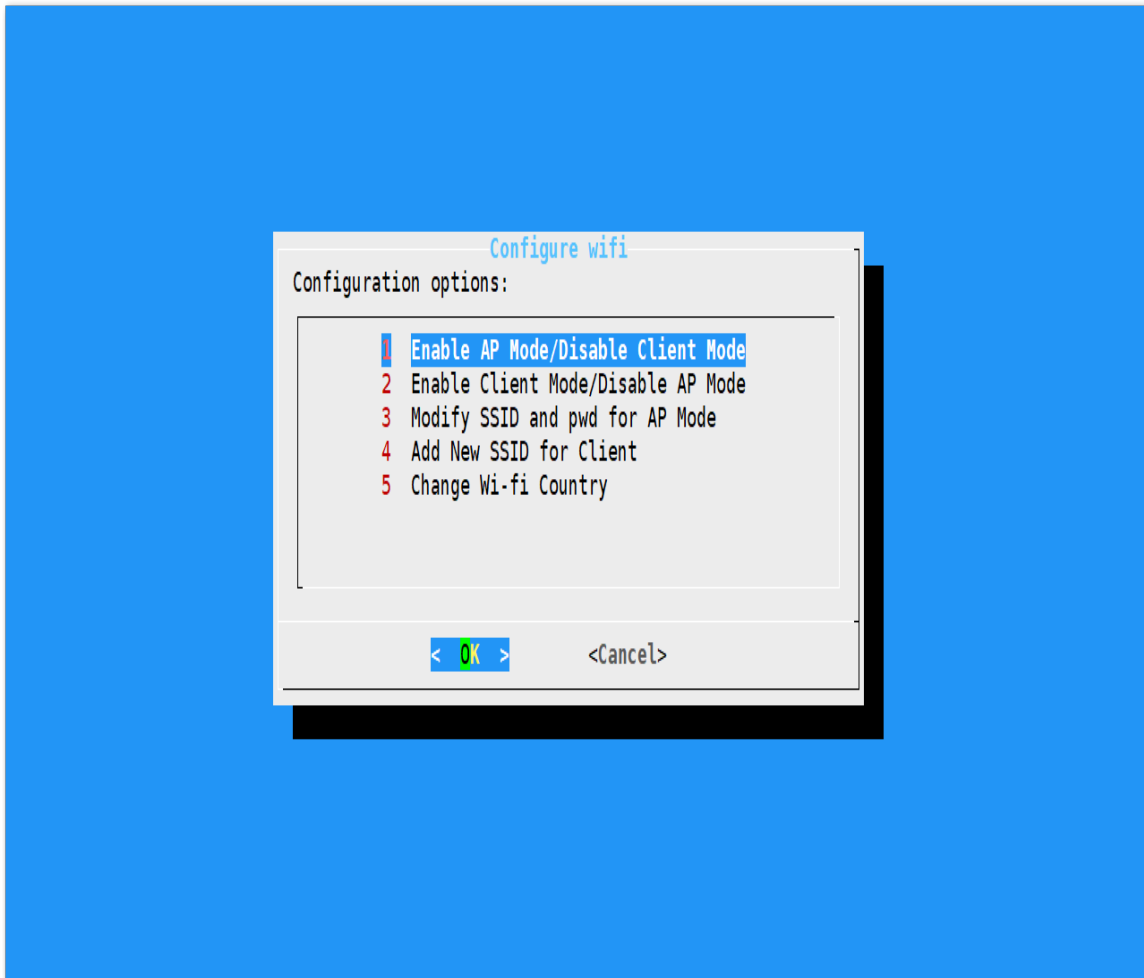 Configure wifi
Configuration options:
1 Enable AP Mode/Disable Client Mode
2 Enable Client Mode/Disable AP Mode
3 Modify SSID and pwd for AP Mode
4 Add New SSID for Client
5 Change Wi-fi Country
< OK > <Cancel>